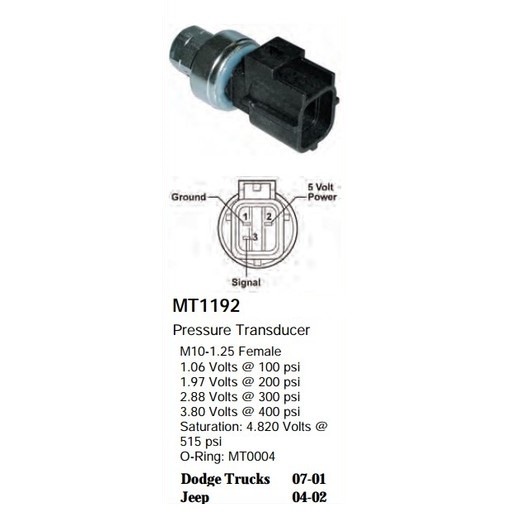 5 Volt
Ground Power
1 2
3
Signal
MT1192
Pressure Transducer
M10-1.25 Female
1.06 Volts @ 100 psi
1.97 Volts @ 200 psi
2.88 Volts @ 300 psi
3.80 Volts @ 400 psi
Saturation: 4.820 Volts @
515 psi
O-Ring: MT0004
Dodge Trucks 07-01
Jeep 04-02